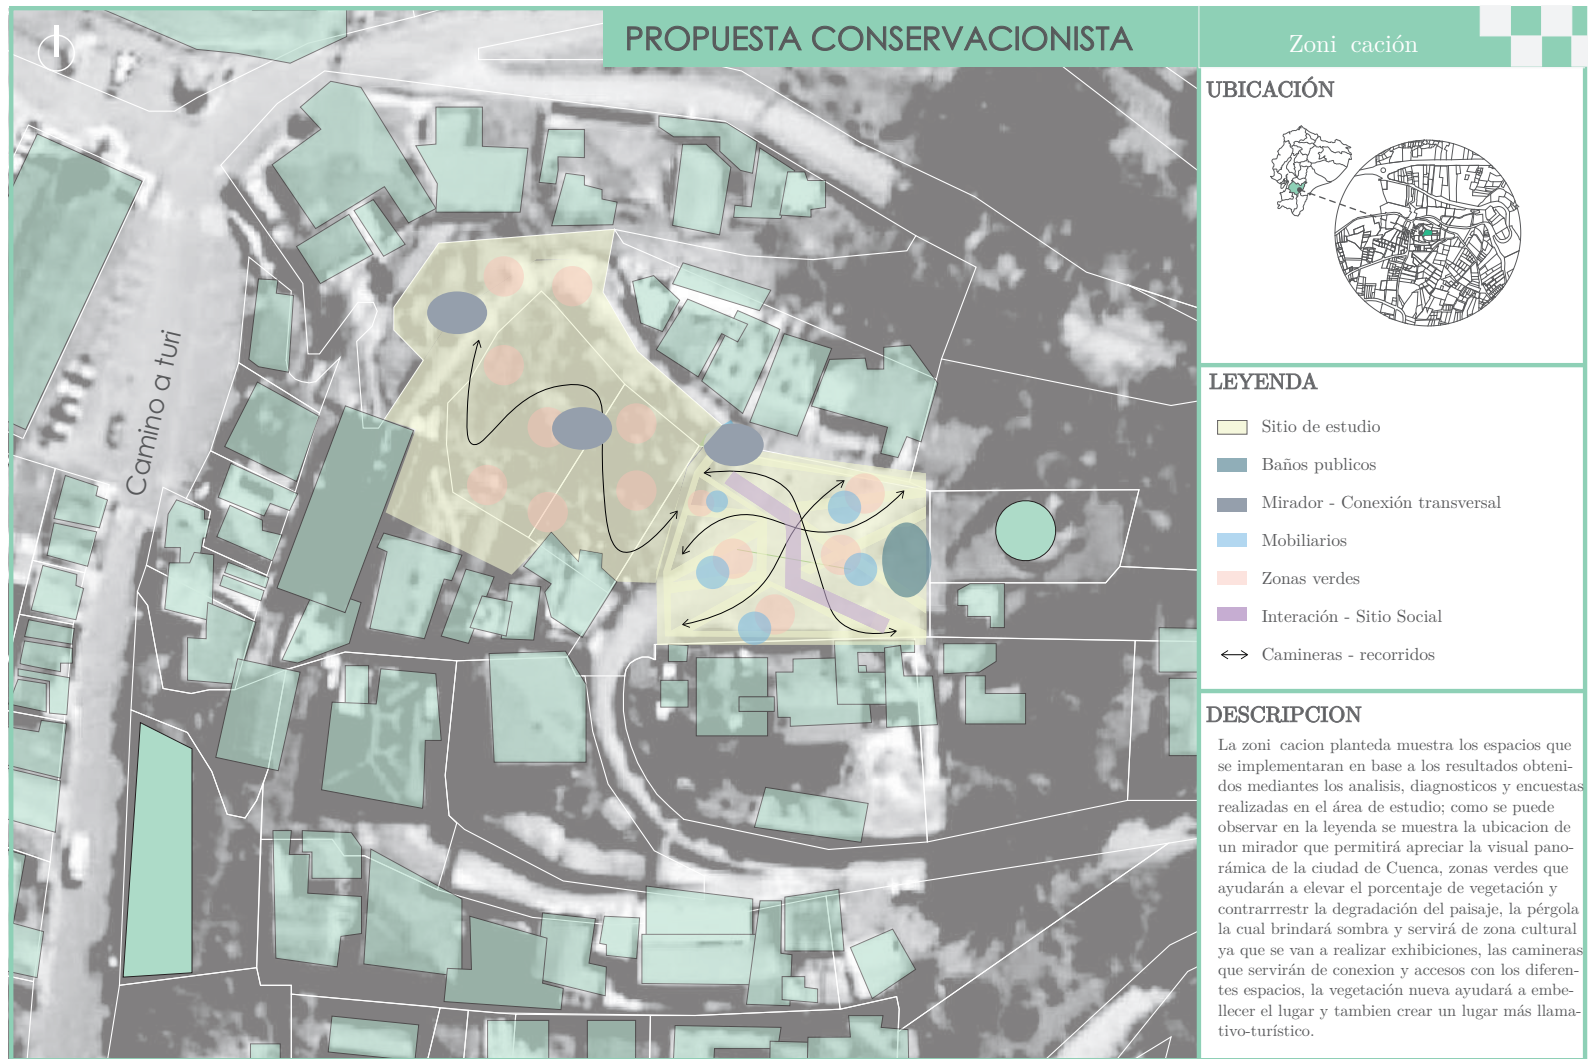 PROPUESTA CONSERVACIONISTA
Zoni cación
UBICACIÓN
Camino a turi
LEYENDA
Sitio de estudio
Baños publicos
Mirador - Conexión transversal
Mobiliarios
Zonas verdes
Interación - Sitio Social
Camineras - recorridos
DESCRIPCION
La zoni cacion planteda muestra los espacios que
se implementaran en base a los resultados obteni-
dos mediantes los analisis, diagnosticos y encuestas
realizadas en el área de estudio; como se puede
observar en la leyenda se muestra la ubicacion de
un mirador que permitirá apreciar la visual pano-
rámica de la ciudad de Cuenca, zonas verdes que
ayudarán a elevar el porcentaje de vegetación y
contrarrrestr la degradación del paisaje, la pérgola
la cual brindará sombra y servirá de zona cultural
ya que se van a realizar exhibiciones, las camineras
que servirán de conexion y accesos con los diferen-
tes espacios, la vegetación nueva ayudará a embe-
llecer el lugar y tambien crear un lugar más llama-
tivo-turístico.